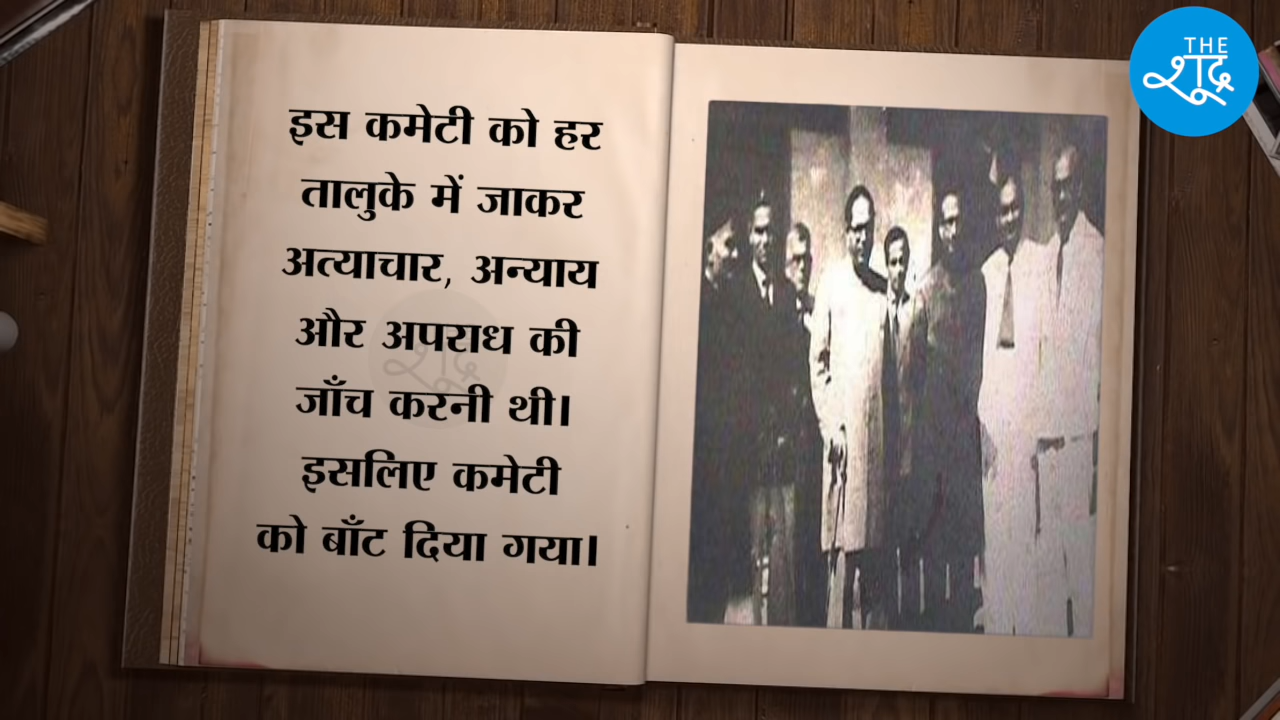 इस कमेटी को हर
तालुके में जाकर
अत्याचार, अन्याय
और अपराध की
जाँच करनी थी।
इसलिए कमेटी
को बाँट दिया गया।
THE
शूद्र
शूद्र